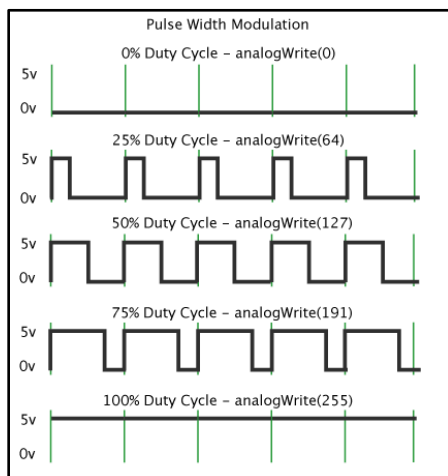 Pulse Width Modulation
0% Duty Cycle – analogWrite(0)
5v
0v
25% Duty Cycle – analogWrite(64)
5v
0v
50% Duty Cycle – analogWrite(127)
5v
0v
75% Duty Cycle – analogWrite(191)
5v
0v
100% Duty Cycle – analogWrite(255)
5v
0v